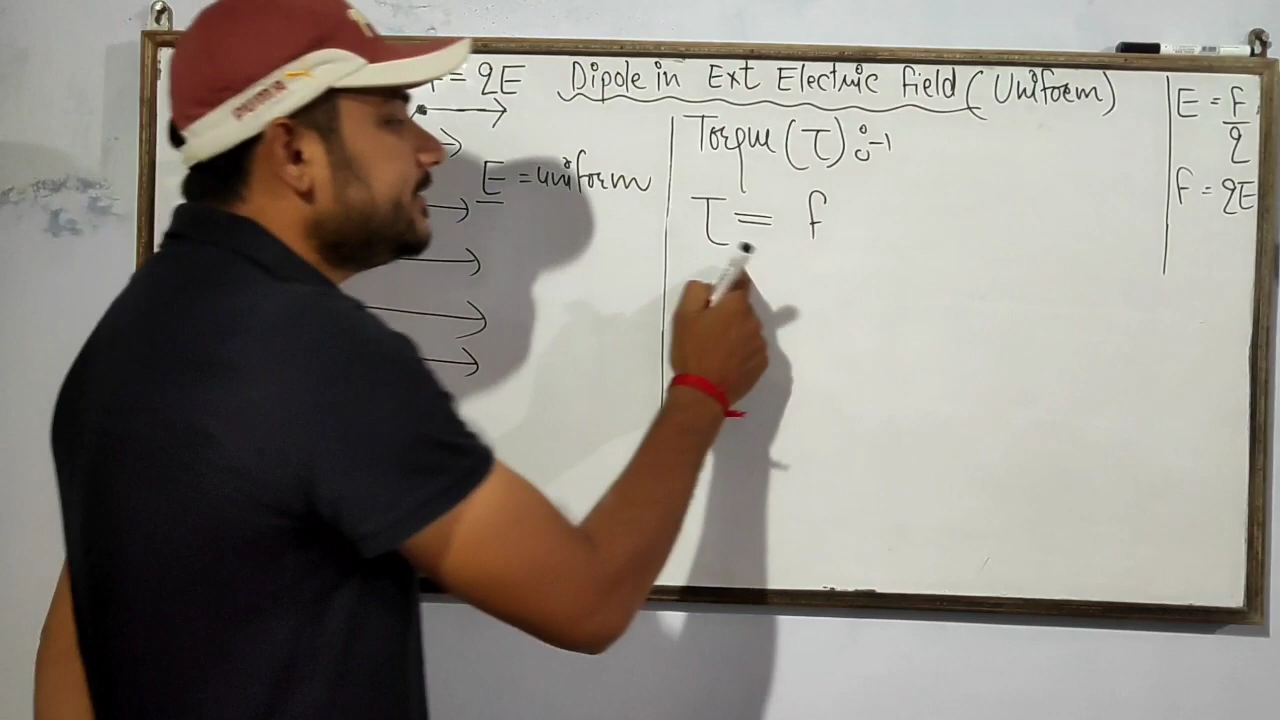 F = qE
Dipole in Ext Electric field (Uniform)
E = uniform
Torque (τ) :-
τ = f
E = f/q
F = qE